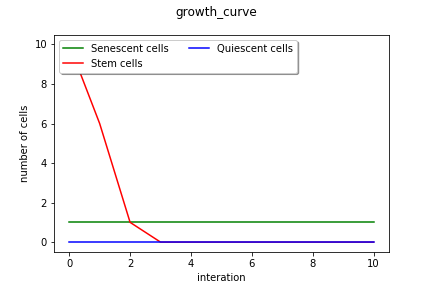 growth_curve
Senescent cells
Stem cells
Quiescent cells
number of cells
10
8
6
4
2
0
0 2 4 6 8 10
interation